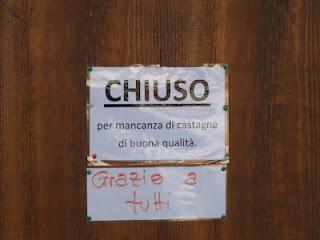 CHIUSO
per mancanza di castagne
di buona qualità.
Grazie a
tutti